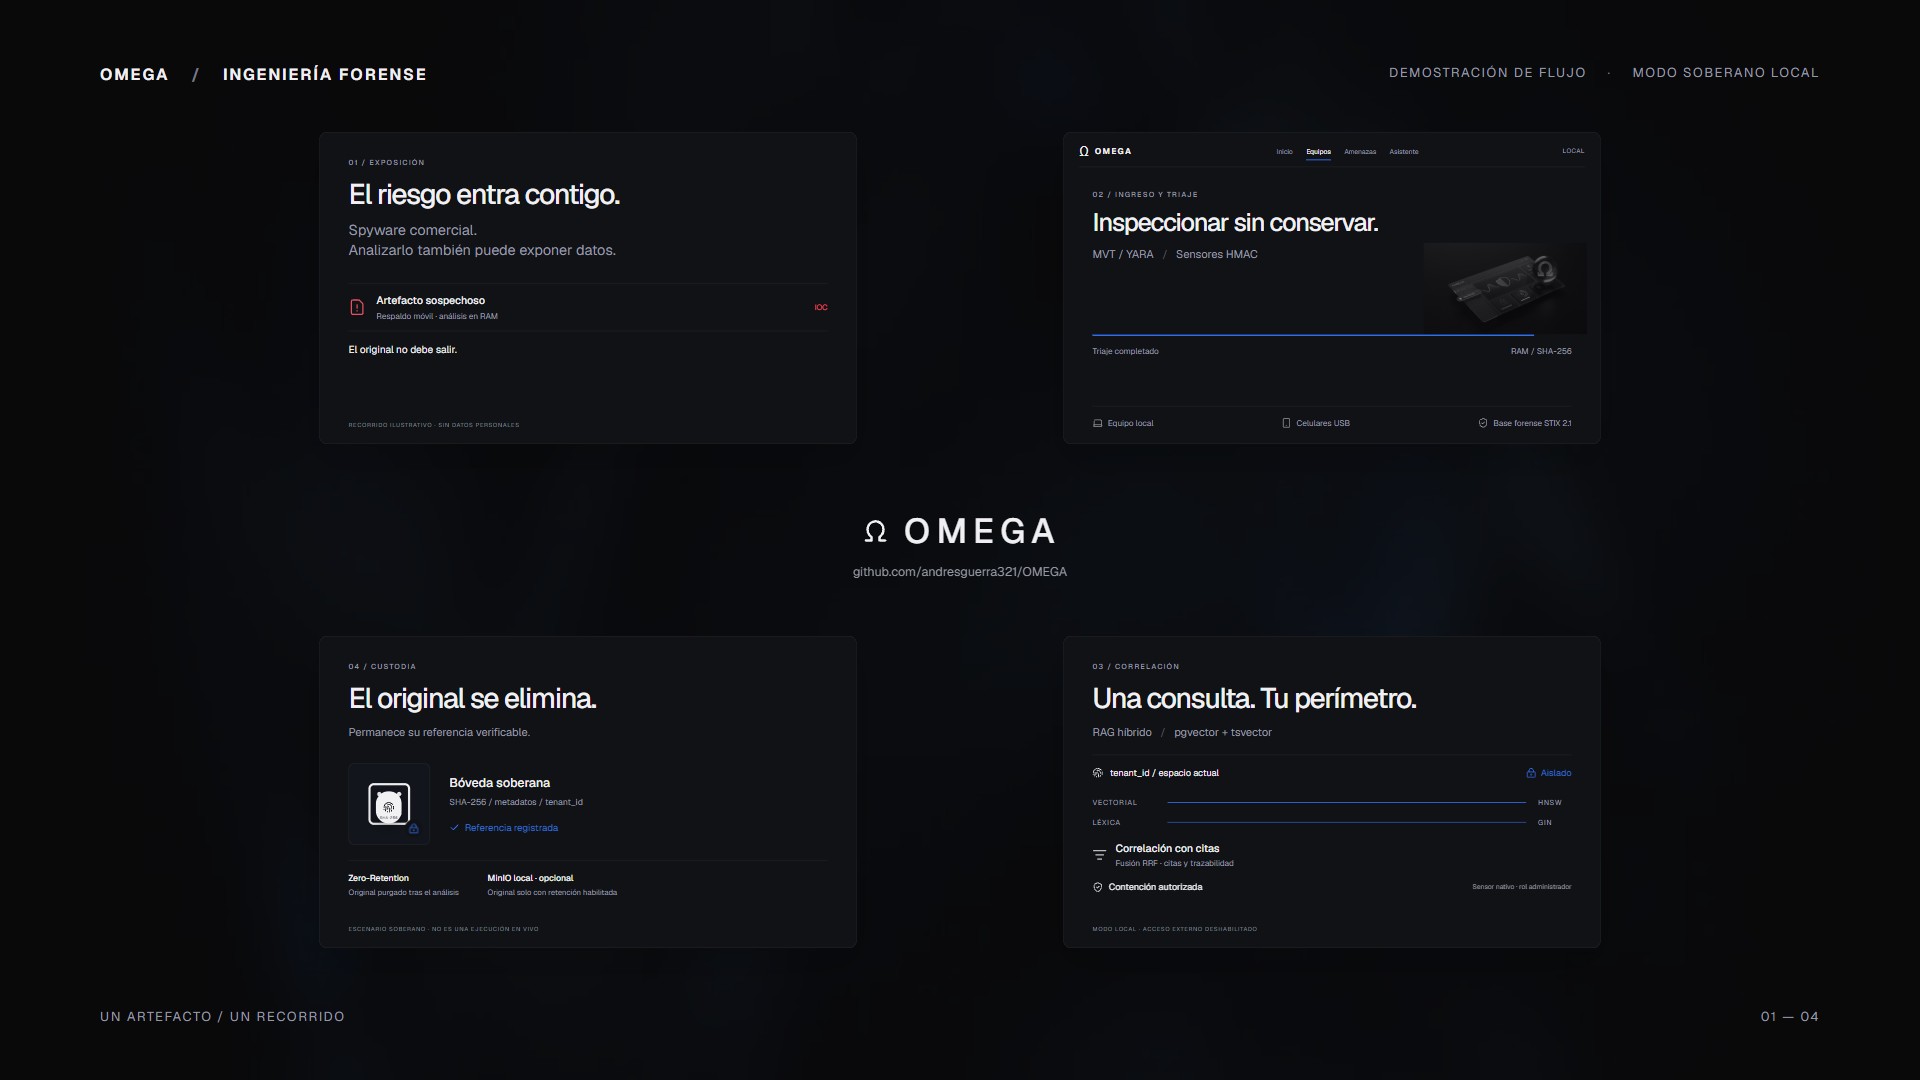 OMEGA / INGENIERÍA FORENSE
DEMOSTRACIÓN DE FLUJO · MODO SOBERANO LOCAL
01 / EXPOSICIÓN
El riesgo entra contigo.
Spyware comercial.
Analizarlo también puede exponer datos.
Artefacto sospechoso
Respaldo móvil · análisis en RAM
IOC
El original no debe salir.
RECORRIDO ILUSTRATIVO · SIN DATOS PERSONALES
Ω OMEGA
Inicio Equipos Amenazas Asistente
LOCAL
02 / INGRESO Y TRIAJE
Inspeccionar sin conservar.
MVT / YARA / Sensores HMAC
Triaje completado
RAM / SHA-256
Equipo local
Celulares USB
Base forense STIX 2.1
Ω OMEGA
github.com/andresguerra321/OMEGA
04 / CUSTODIA
El original se elimina.
Permanece su referencia verificable.
Bóveda soberana
SHA-256 / metadatos / tenant_id
Referencia registrada
Zero-Retention
Original purgado tras el análisis
MinIO local · opcional
Original solo con retención habilitada
ESCENARIO SOBERANO · NO ES UNA EJECUCIÓN EN VIVO
03 / CORRELACIÓN
Una consulta. Tu perímetro.
RAG híbrido / pgvector + tsvector
tenant_id / espacio actual
Aislado
VECTORIAL
HNSW
LÉXICA
GIN
Correlación con citas
Fusión RRF · citas y trazabilidad
Contención autorizada
Sensor nativo · rol administrador
MODO LOCAL · ACCESO EXTERNO DESHABILITADO
UN ARTEFACTO / UN RECORRIDO
01 — 04